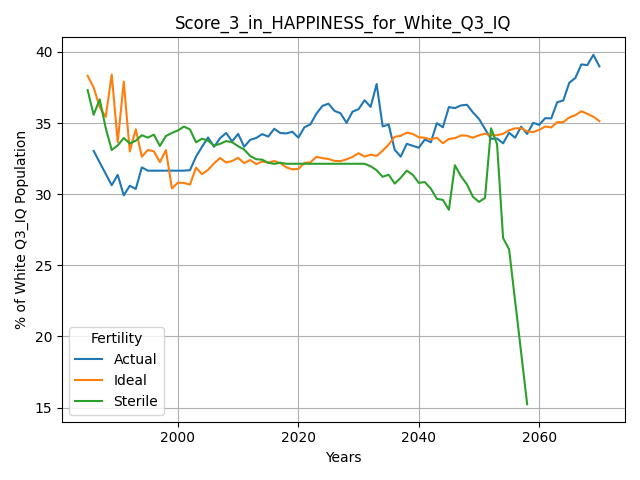 Score_3_in_HAPPINESS_for_White_Q3_IQ
% of White Q3_IQ Population
40
35
30
25
20
15
Fertility
Actual
Ideal
Sterile
2000
2020
2040
2060
Years